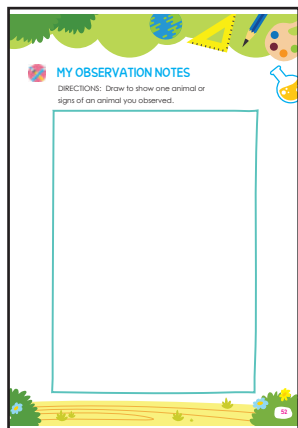 MY OBSERVATION NOTES
DIRECTIONS:  Draw to show one animal or
signs of an animal you observed.
52